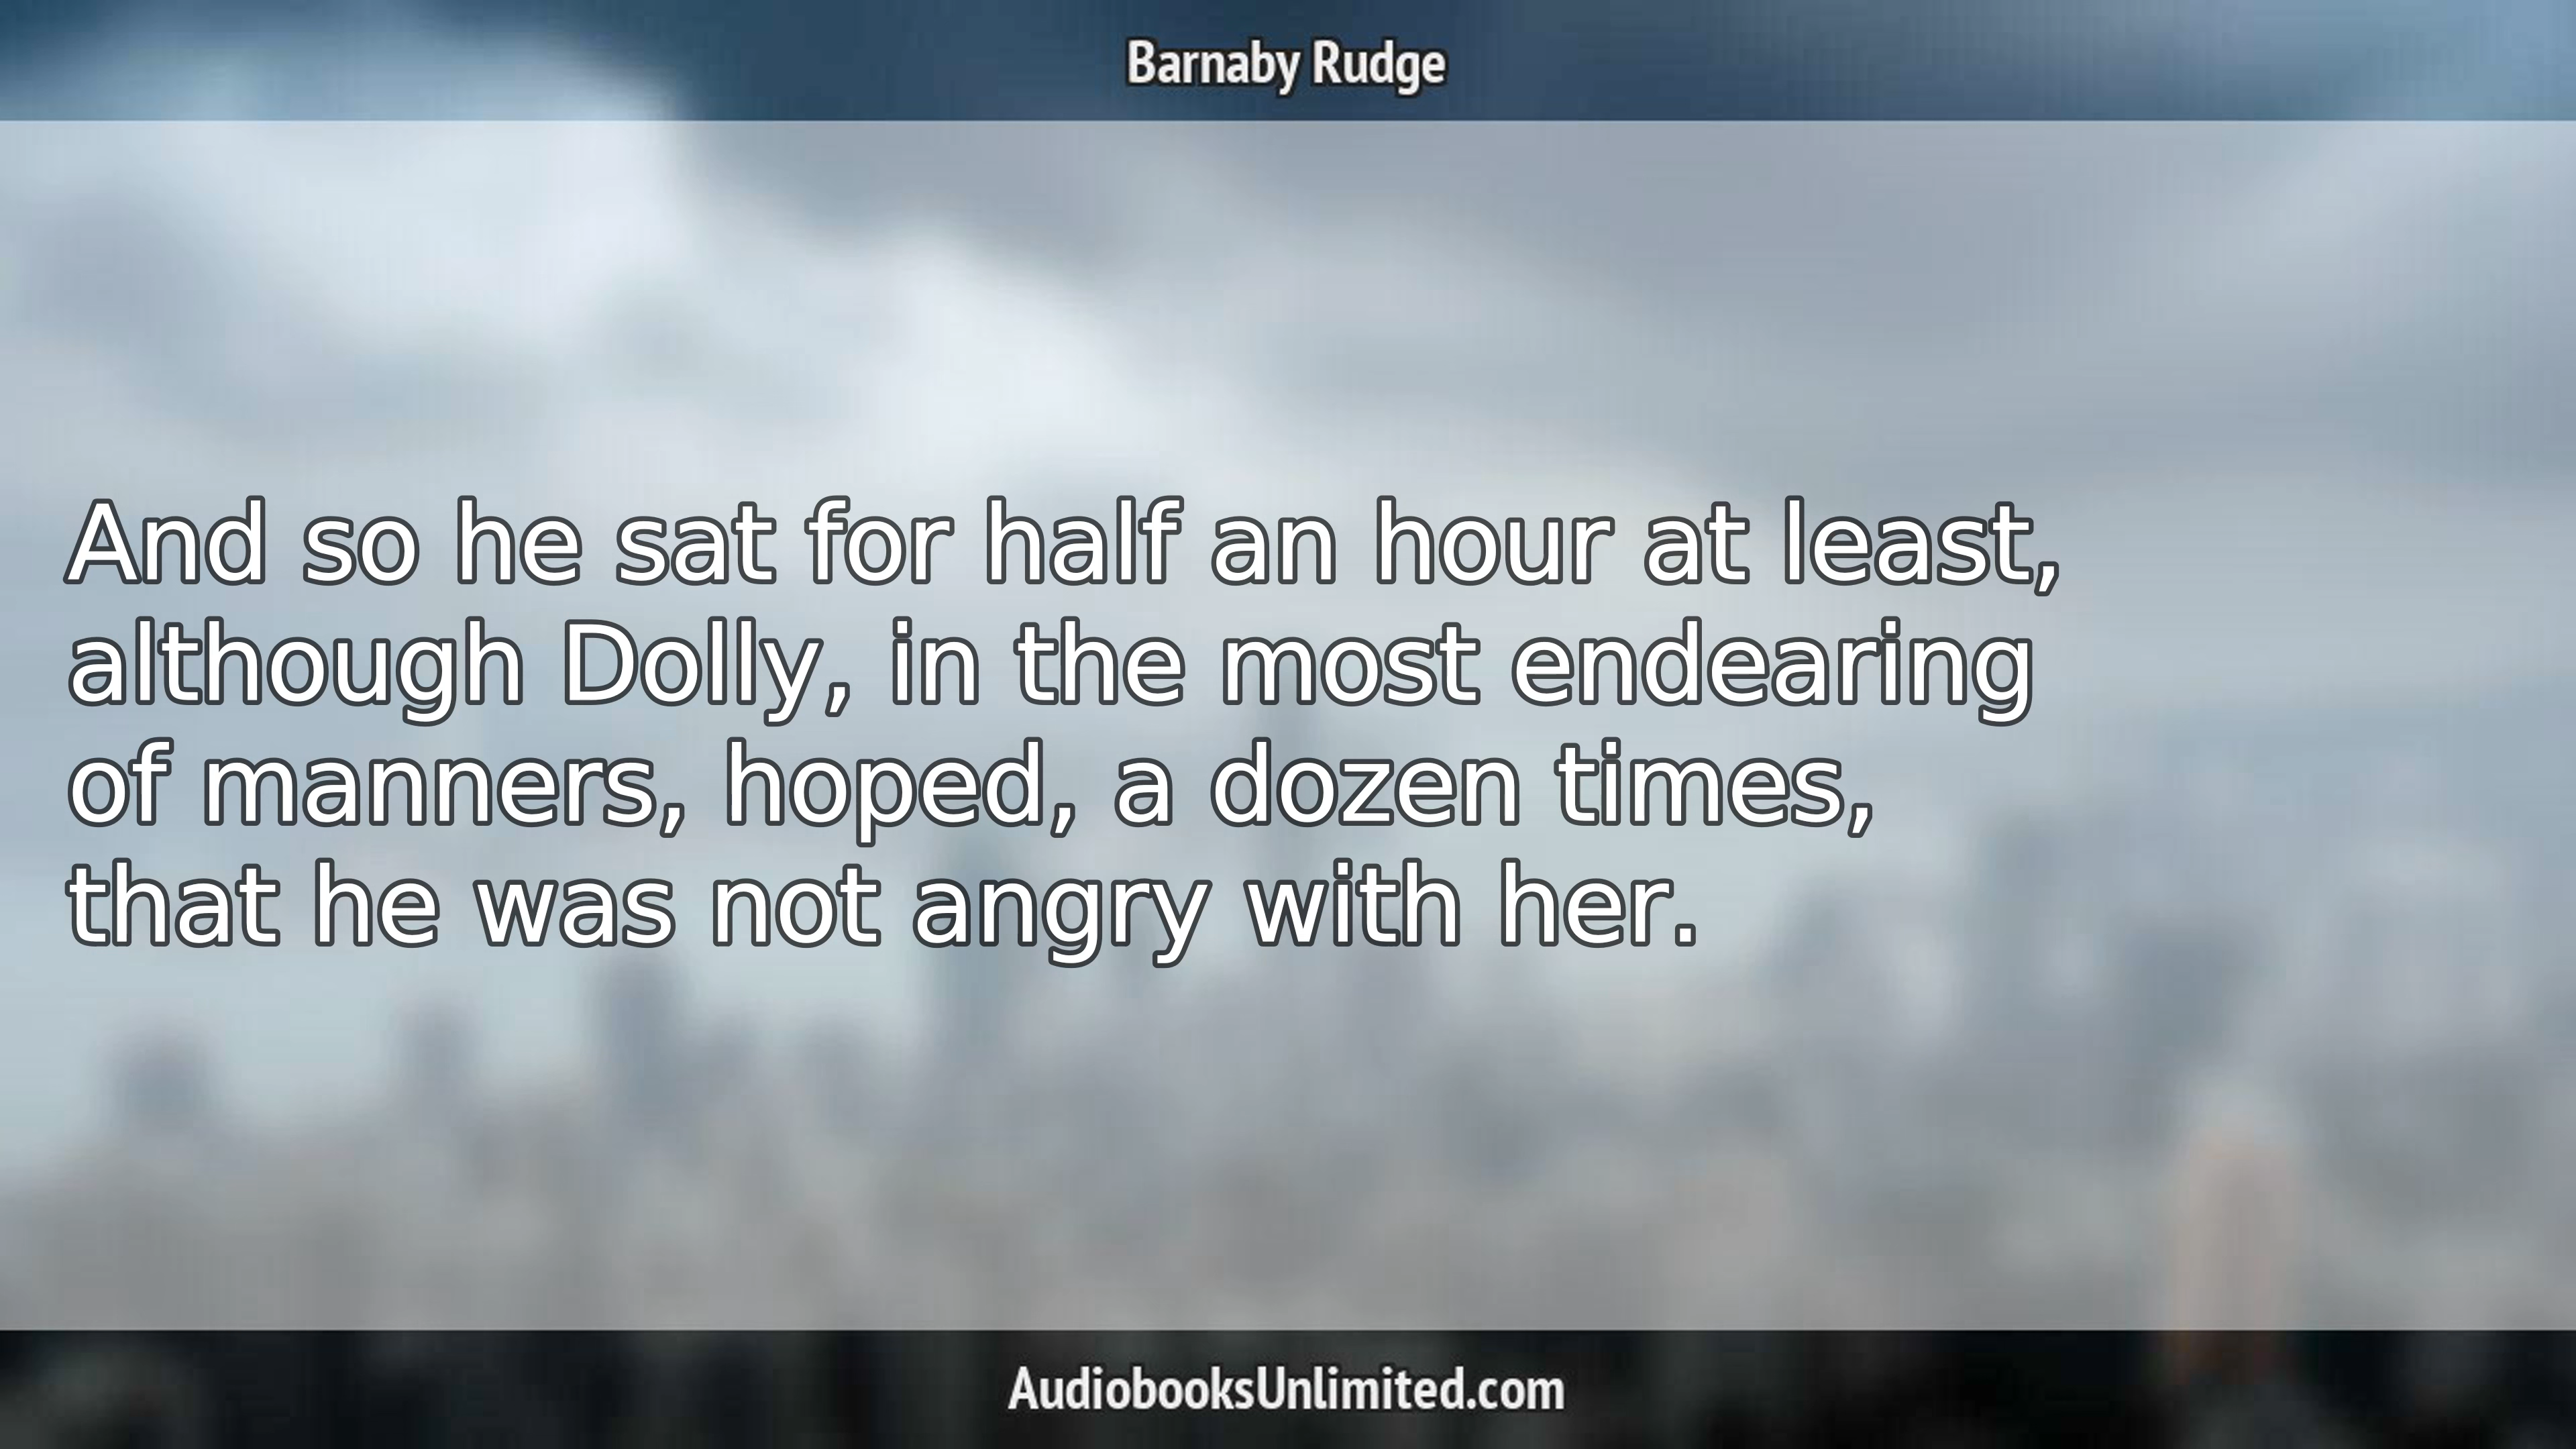 Barnaby Rudge
And so he sat for half an hour at least,
although Dolly, in the most endearing
of manners, hoped, a dozen times,
that he was not angry with her.
AudiobooksUnlimited.com